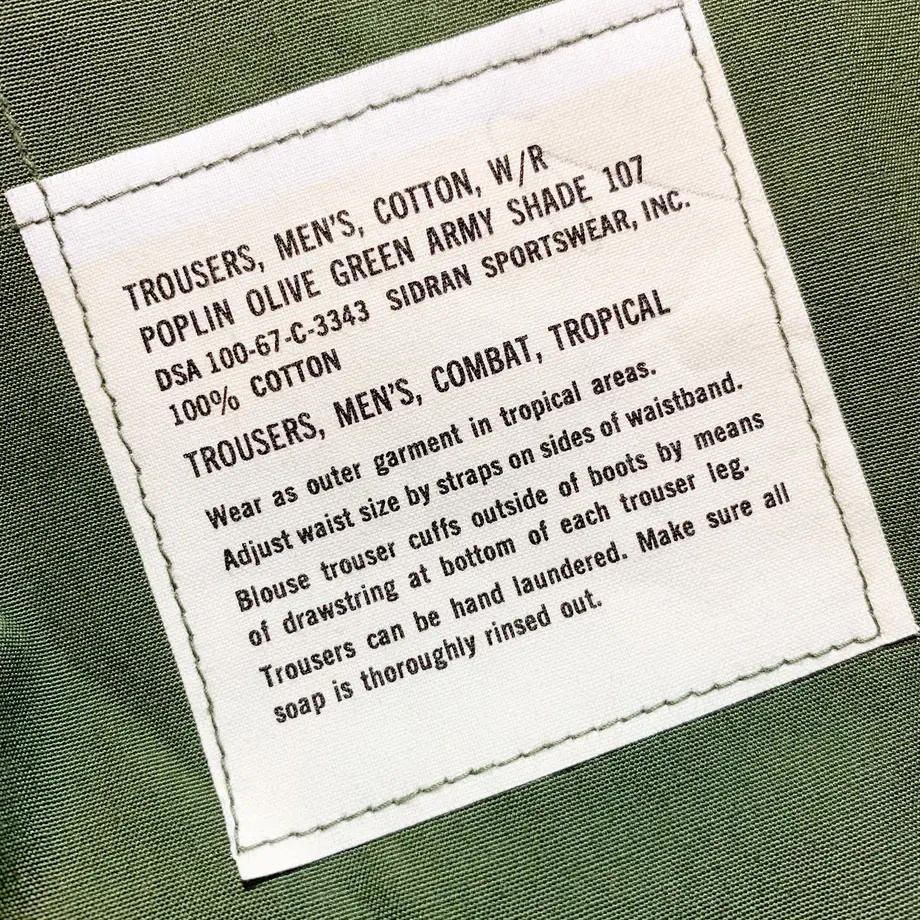 TROUSERS, MEN'S, COTTON, W/R
POPLIN OLIVE GREEN ARMY SHADE 107
DSA 100-67-C-3343 SIDRAN SPORTSWEAR, INC.
100% COTTON
TROUSERS, MEN'S, COMBAT, TROPICAL
Wear as outer garment in tropical areas.
Adjust waist size by straps on sides of waistband.
Blouse trouser cuffs outside of boots by means
of drawstring at bottom of each trouser leg.
Trousers can be hand laundered. Make sure all
soap is thoroughly rinsed out.